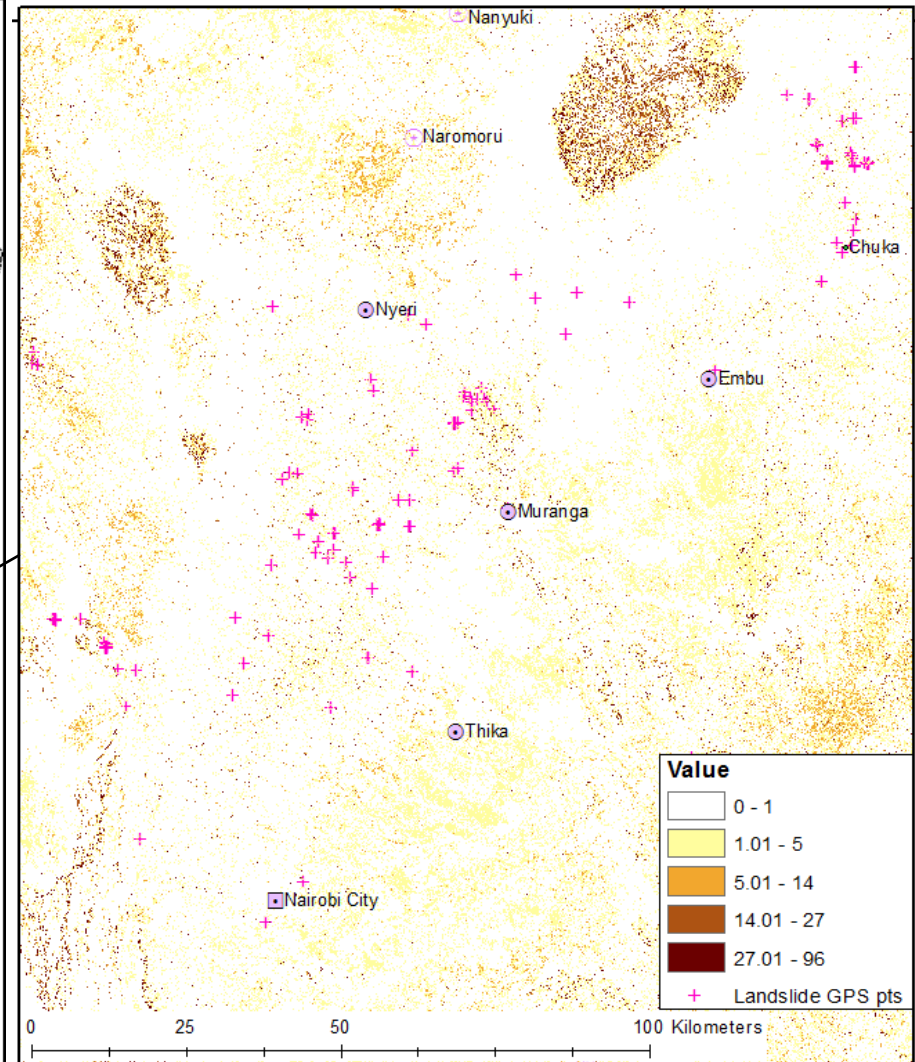 Nanyuki
Naromoru
Chuka
Nyeri
Embu
Muranga
Thika
Nairobi City
Value
0 - 1
1.01 - 5
5.01 - 14
14.01 - 27
27.01 - 96
Landslide GPS pts
0 25 50 100 Kilometers